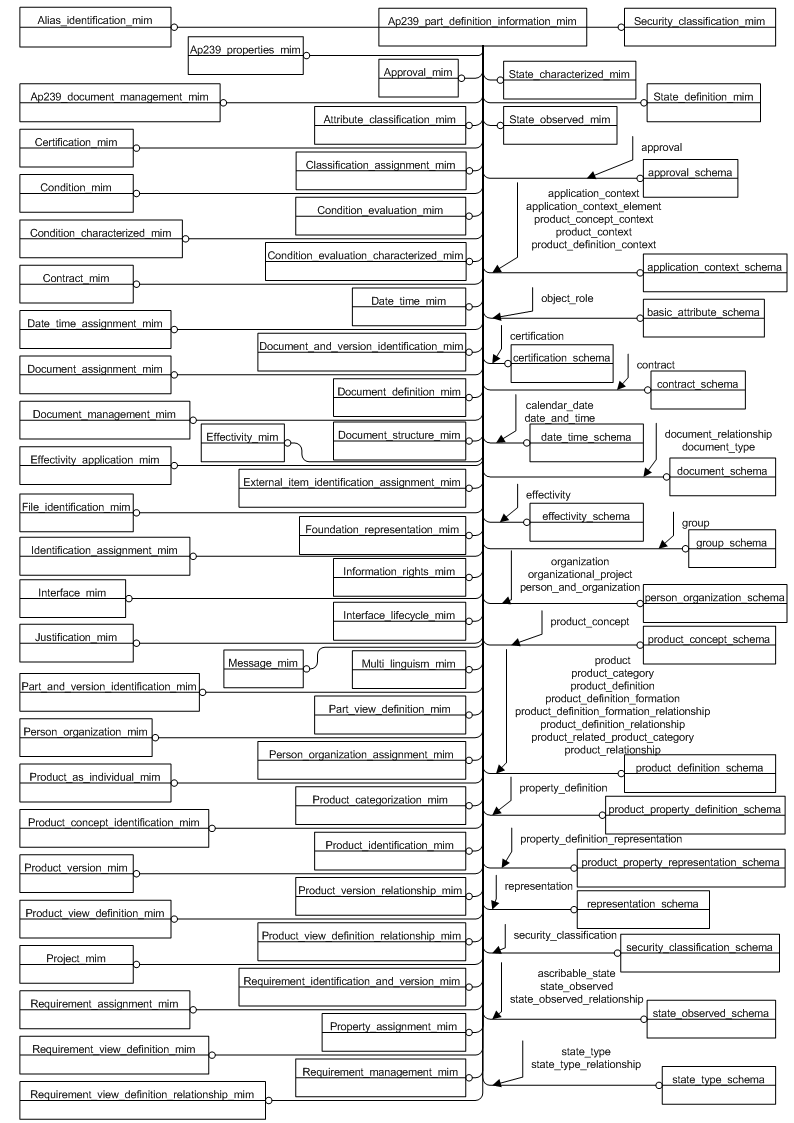 Alias_identification_mim
Ap239_part_definition_information_mim
Security_classification_mim
Ap239_properties_mim
Approval_mim
State_characterized_mim
Ap239_document_management_mim
State_definition_mim
Attribute_classification_mim
State_observed_mim
Certification_mim
approval
Classification_assignment_mim
approval_schema
Condition_mim
application_context
application_context_element
product_concept_context
product_context
product_definition_context
Condition_evaluation_mim
Condition_characterized_mim
Condition_evaluation_characterized_mim
application_context_schema
Contract_mim
Date_time_mim
object_role
basic_attribute_schema
Date_time_assignment_mim
certification
Document_and_version_identification_mim
certification_schema
Document_assignment_mim
contract
contract_schema
Document_definition_mim
Document_management_mim
calendar_date
date_and_time
Effectivity_mim
Document_structure_mim
date_time_schema
document_relationship
document_type
Effectivity_application_mim
document_schema
External_item_identification_assignment_mim
effectivity
File_identification_mim
effectivity_schema
Foundation_representation_mim
group
group_schema
Identification_assignment_mim
organization
organizational_project
person_and_organization
Information_rights_mim
Interface_mim
person_organization_schema
Interface_lifecycle_mim
product_concept
Justification_mim
product_concept_schema
Message_mim
Multi_linguism_mim
product
product_category
product_definition
product_definition_formation
product_definition_formation_relationship
product_definition_relationship
product_related_product_category
product_relationship
Part_and_version_identification_mim
Part_view_definition_mim
Person_organization_mim
Person_organization_assignment_mim
product_definition_schema
Product_as_individual_mim
property_definition
Product_categorization_mim
product_property_definition_schema
Product_concept_identification_mim
property_definition_representation
Product_identification_mim
product_property_representation_schema
Product_version_mim
representation
Product_version_relationship_mim
representation_schema
Product_view_definition_mim
security_classification
Product_view_definition_relationship_mim
security_classification_schema
Project_mim
ascribable_state
state_observed
state_observed_relationship
Requirement_identification_and_version_mim
Requirement_assignment_mim
state_observed_schema
Property_assignment_mim
Requirement_view_definition_mim
state_type
state_type_relationship
Requirement_management_mim
state_type_schema
Requirement_view_definition_relationship_mim